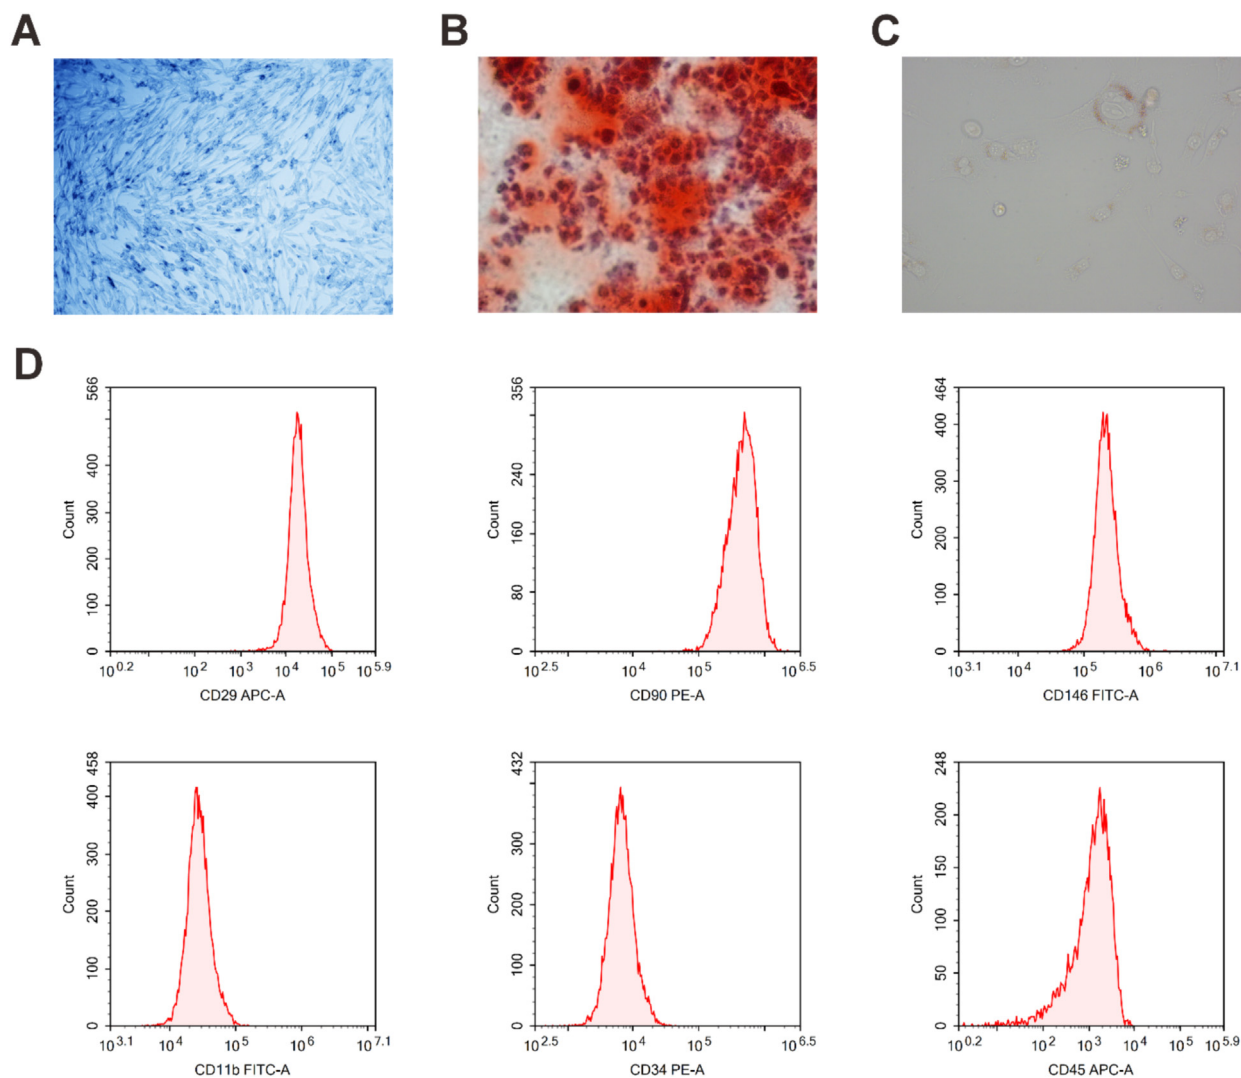 A B C
D
566 400 300 200 100 0
Count
10^0.2 10^2 10^3 10^4 10^5 10^5.9
CD29 APC-A
356 240 160 80 0
Count
10^2.5 10^4 10^5 10^6.5
CD90 PE-A
464 400 300 200 100 0
Count
10^3.1 10^4 10^5 10^6 10^7.1
CD146 FITC-A
458 400 300 200 100 0
Count
10^3.1 10^4 10^5 10^6 10^7.1
CD11b FITC-A
432 300 200 100 0
Count
10^2.5 10^4 10^5 10^6.5
CD34 PE-A
248 200 150 100 50 0
Count
10^0.2 10^2 10^3 10^4 10^5.9
CD45 APC-A